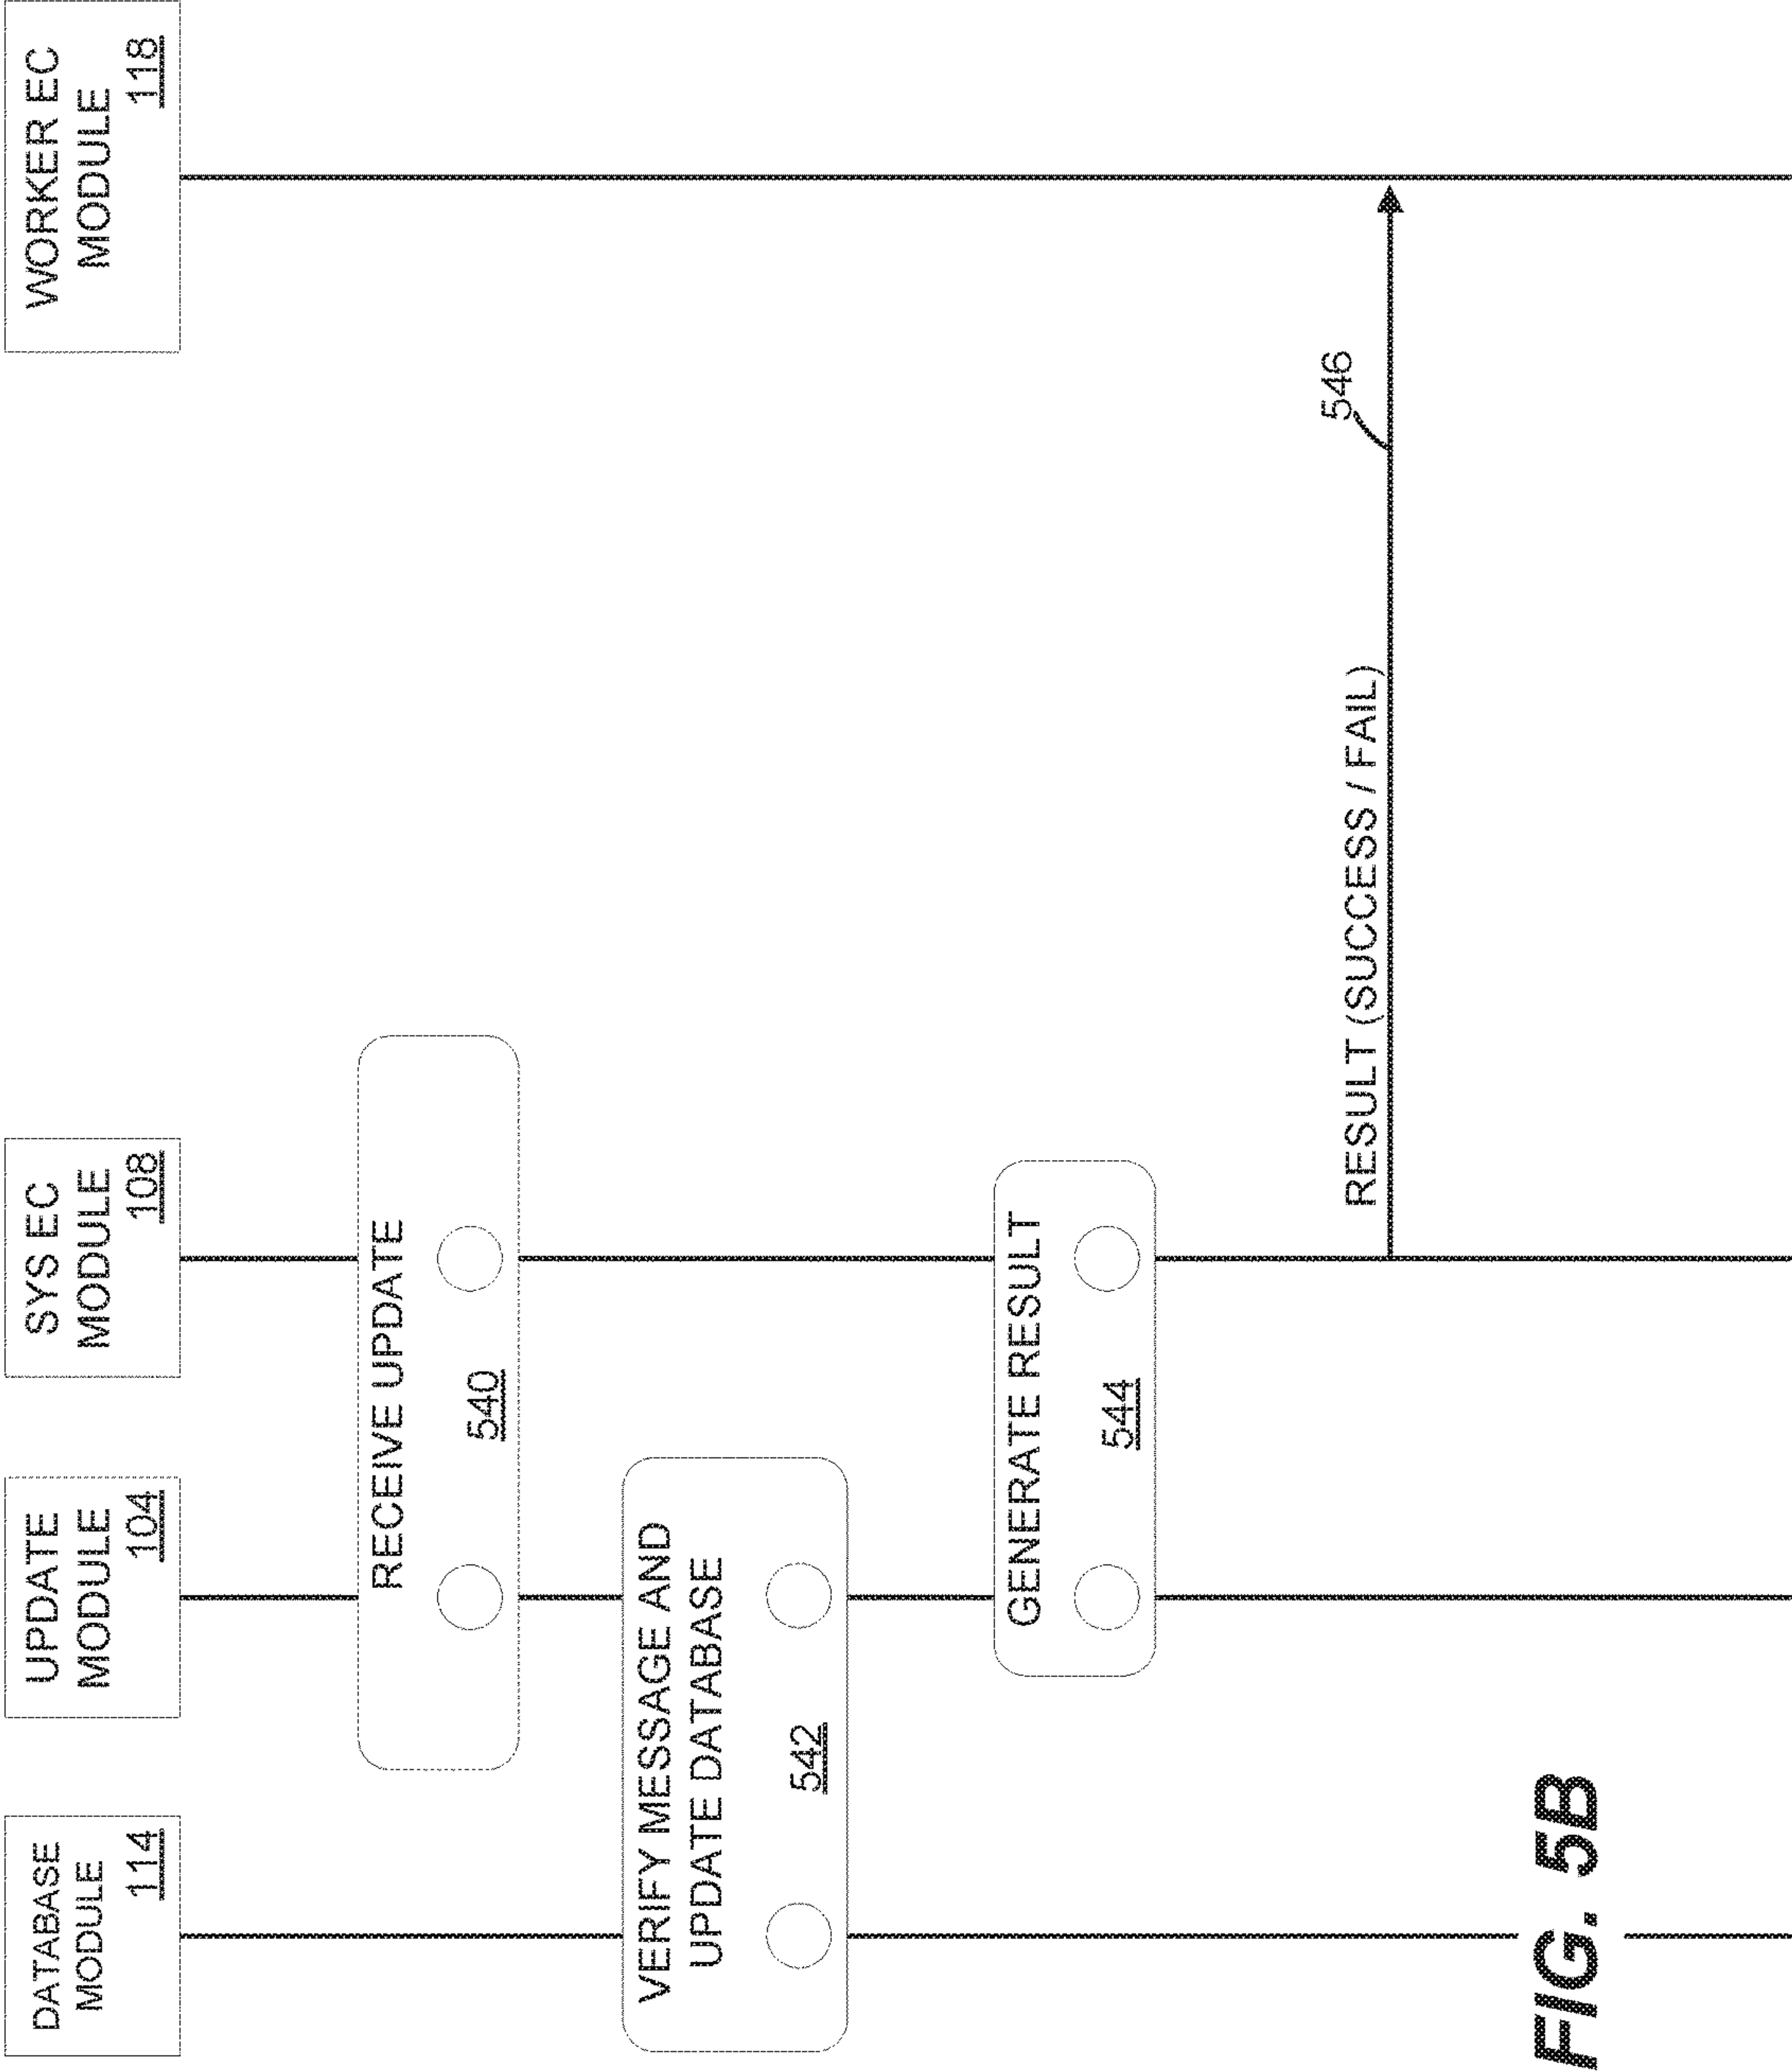 DATABASE
MODULE
114
UPDATE
MODULE
104
SYS EC
MODULE
108
WORKER EC
MODULE
118
RECEIVE UPDATE
540
VERIFY MESSAGE AND
UPDATE DATABASE
542
GENERATE RESULT
544
RESULT (SUCCESS / FAIL)
546
FIG. 5B